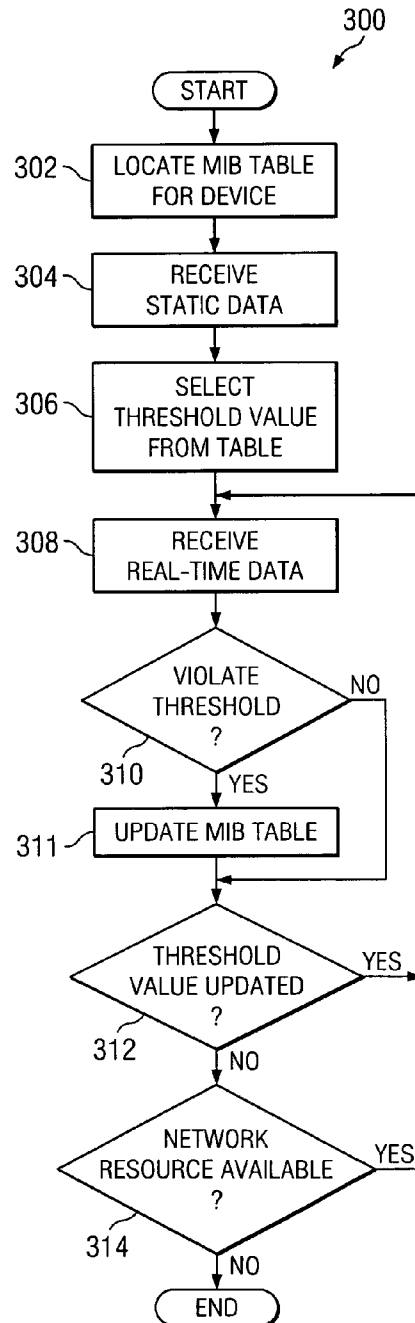 300
START
302
LOCATE MIB TABLE
FOR DEVICE
304
RECEIVE
STATIC DATA
306
SELECT
THRESHOLD VALUE
FROM TABLE
308
RECEIVE
REAL-TIME DATA
VIOLATE
THRESHOLD
?
NO
310
YES
311
UPDATE MIB TABLE
THRESHOLD
VALUE UPDATED
?
YES
312
NO
NETWORK
RESOURCE AVAILABLE
?
YES
314
NO
END